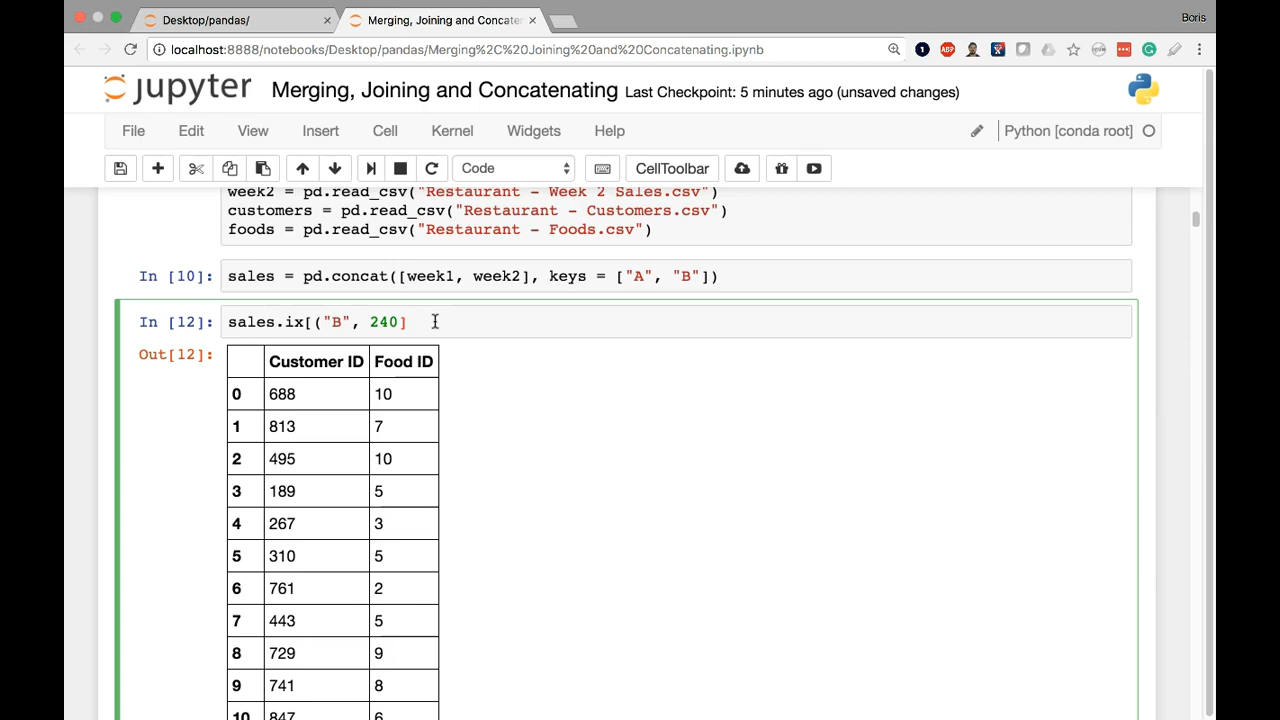 Desktop/pandas/ × Merging, Joining and Concate × Boris
localhost:8888/notebooks/Desktop/pandas/Merging%2C%20Joining%20and%20Concatenating.ipynb
jupyter Merging, Joining and Concatenating Last Checkpoint: 5 minutes ago (unsaved changes)
File Edit View Insert Cell Kernel Widgets Help Python [conda root]
Code CellToolbar
week2 = pd.read_csv("Restaurant - Week 2 Sales.csv")
customers = pd.read_csv("Restaurant - Customers.csv")
foods = pd.read_csv("Restaurant - Foods.csv")
In [10]: sales = pd.concat([week1, week2], keys = ["A", "B"])
In [12]: sales.ix[("B", 240]
Out[12]:
Customer ID Food ID
0 688 10
1 813 7
2 495 10
3 189 5
4 267 3
5 310 5
6 761 2
7 443 5
8 729 9
9 741 8
10 847 6